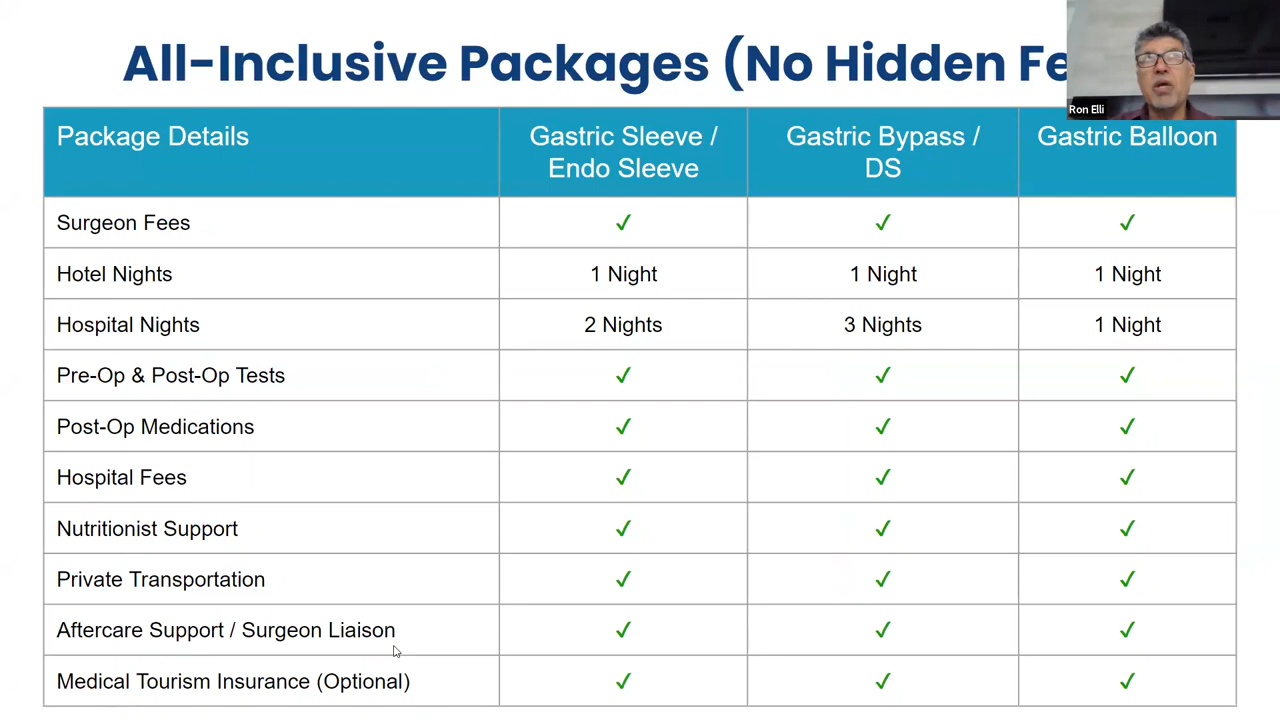 All-Inclusive Packages (No Hidden Fe
Ron Elli
Package Details
Gastric Sleeve /
Endo Sleeve
Gastric Bypass /
DS
Gastric Balloon
Surgeon Fees ✓ ✓ ✓
Hotel Nights 1 Night 1 Night 1 Night
Hospital Nights 2 Nights 3 Nights 1 Night
Pre-Op & Post-Op Tests ✓ ✓ ✓
Post-Op Medications ✓ ✓ ✓
Hospital Fees ✓ ✓ ✓
Nutritionist Support ✓ ✓ ✓
Private Transportation ✓ ✓ ✓
Aftercare Support / Surgeon Liaison ✓ ✓ ✓
Medical Tourism Insurance (Optional) ✓ ✓ ✓